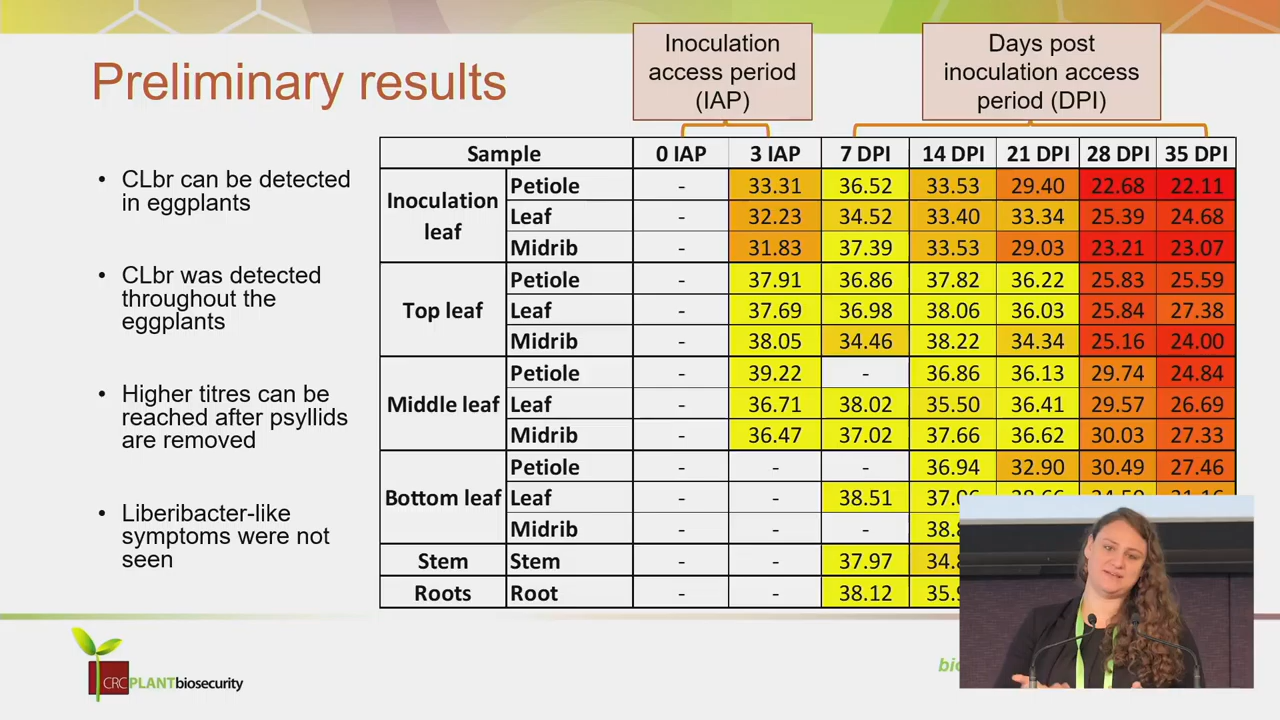 Preliminary results
Inoculation
access period
(IAP)
Days post
inoculation access
period (DPI)
• CLbr can be detected
in eggplants
• CLbr was detected
throughout the
eggplants
• Higher titres can be
reached after psyllids
are removed
• Liberibacter-like
symptoms were not
seen
Sample 0 IAP 3 IAP 7 DPI 14 DPI 21 DPI 28 DPI 35 DPI
Inoculation leaf
Petiole - 33.31 36.52 33.53 29.40 22.68 22.11
Leaf - 32.23 34.52 33.40 33.34 25.39 24.68
Midrib - 31.83 37.39 33.53 29.03 23.21 23.07
Top leaf
Petiole - 37.91 36.86 37.82 36.22 25.83 25.59
Leaf - 37.69 36.98 38.06 36.03 25.84 27.38
Midrib - 38.05 34.46 38.22 34.34 25.16 24.00
Middle leaf
Petiole - 39.22 - 36.86 36.13 29.74 24.84
Leaf - 36.71 38.02 35.50 36.41 29.57 26.69
Midrib - 36.47 37.02 37.66 36.62 30.03 27.33
Bottom leaf
Petiole - - - 36.94 32.90 30.49 27.46
Leaf - - 38.51
Midrib - - - 38.
Stem Stem - - 37.97 34.
Roots Root - - 38.12 35.
CRCPLANTbiosecurity